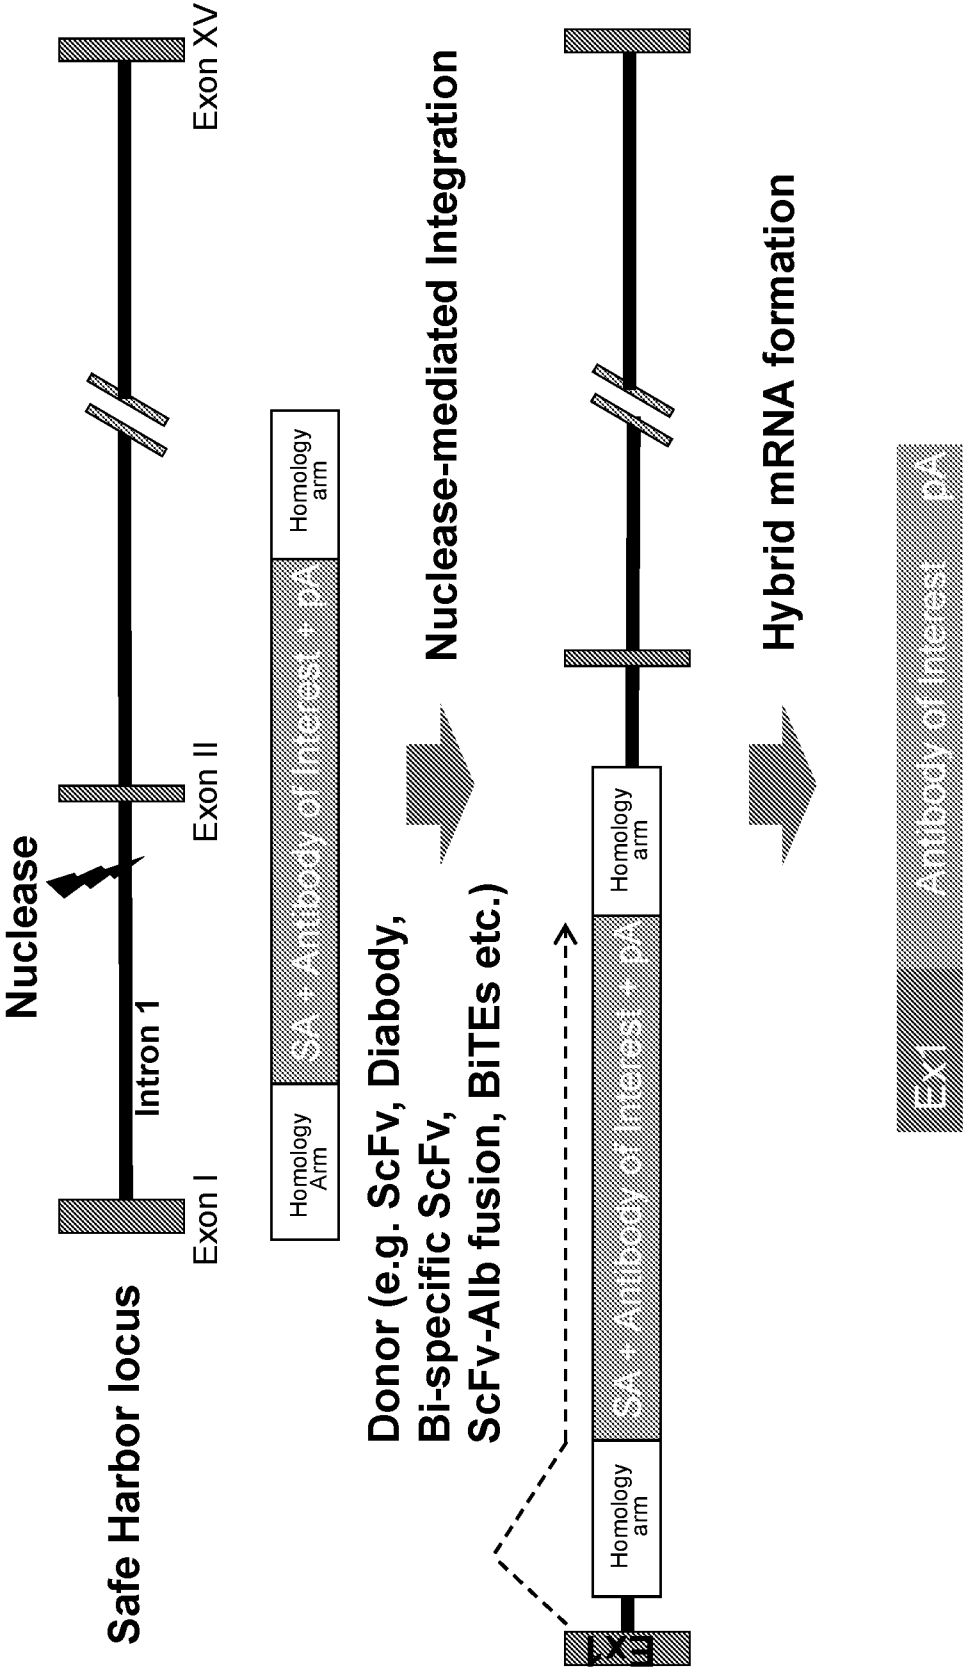 Nuclease
Safe Harbor locus
Intron 1
Exon I
Exon II
Exon XV
Homology
Arm
SA + Antibody of Interest + pA
Homology
arm
Donor (e.g. ScFv, Diabody,
Bi-specific ScFv,
ScFv-Alb fusion, BiTEs etc.)
Nuclease-mediated Integration
Ex1
Homology
arm
SA + Antibody of Interest + pA
Homology
arm
Hybrid mRNA formation
Ex1
Antibody of Interest pA